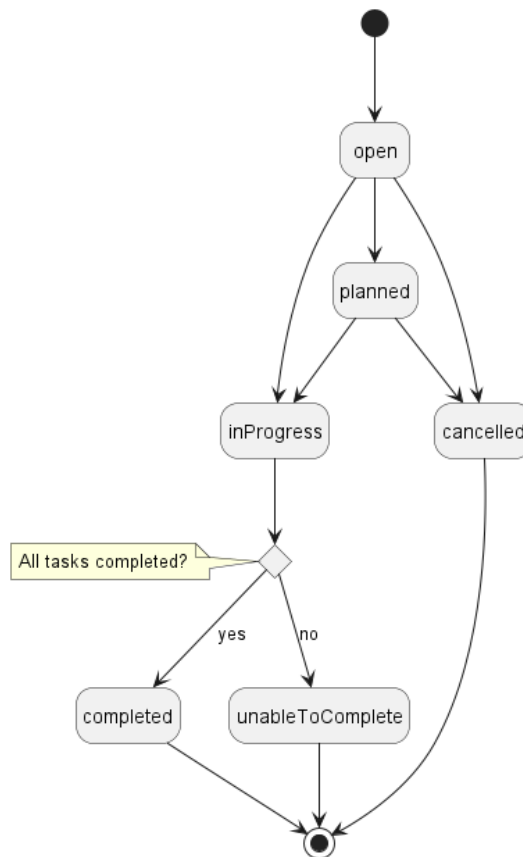 open
planned
inProgress
cancelled
All tasks completed?
yes
no
completed
unableToComplete